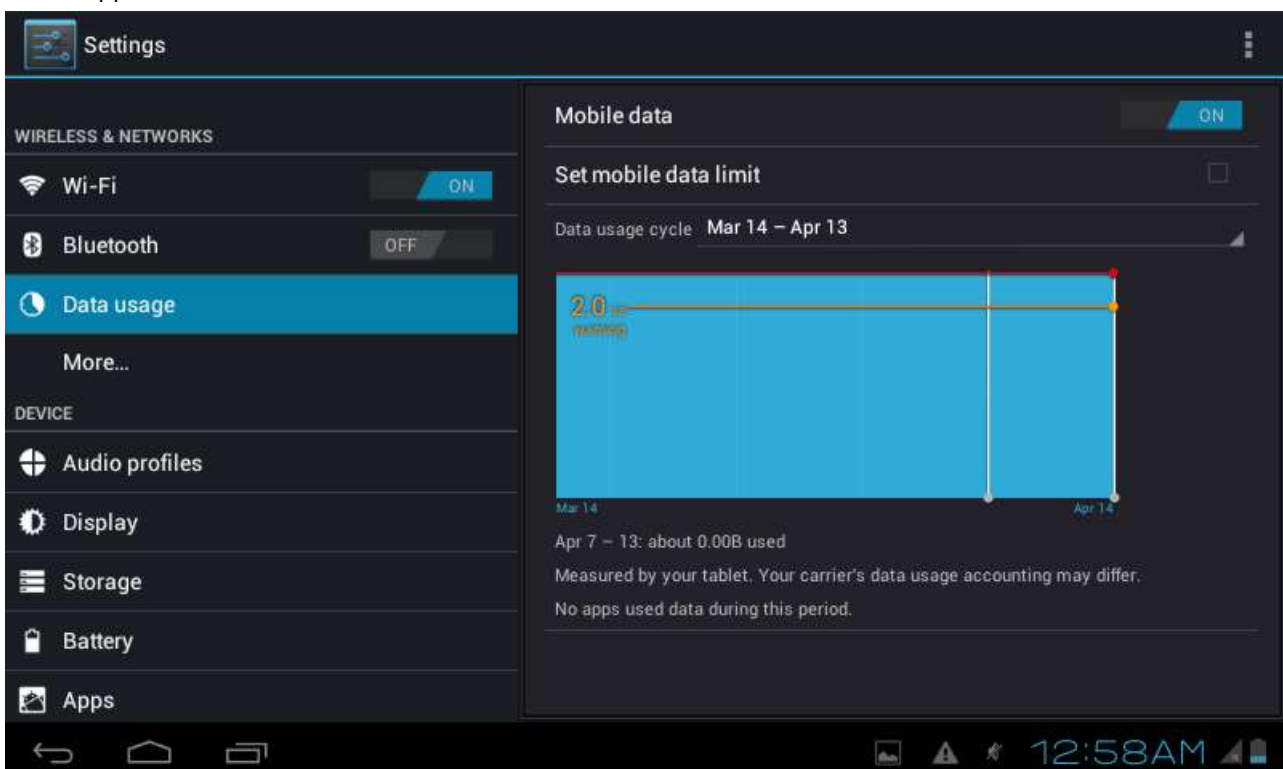 Settings
WIRELESS & NETWORKS
Wi-Fi ON
Bluetooth OFF
Data usage
More...
DEVICE
Audio profiles
Display
Storage
Battery
Apps
Mobile data ON
Set mobile data limit
Data usage cycle Mar 14 – Apr 13
2.0
warning
Mar 14 Apr 14
Apr 7 – 13: about 0.00B used
Measured by your tablet. Your carrier's data usage accounting may differ.
No apps used data during this period.
12:58AM